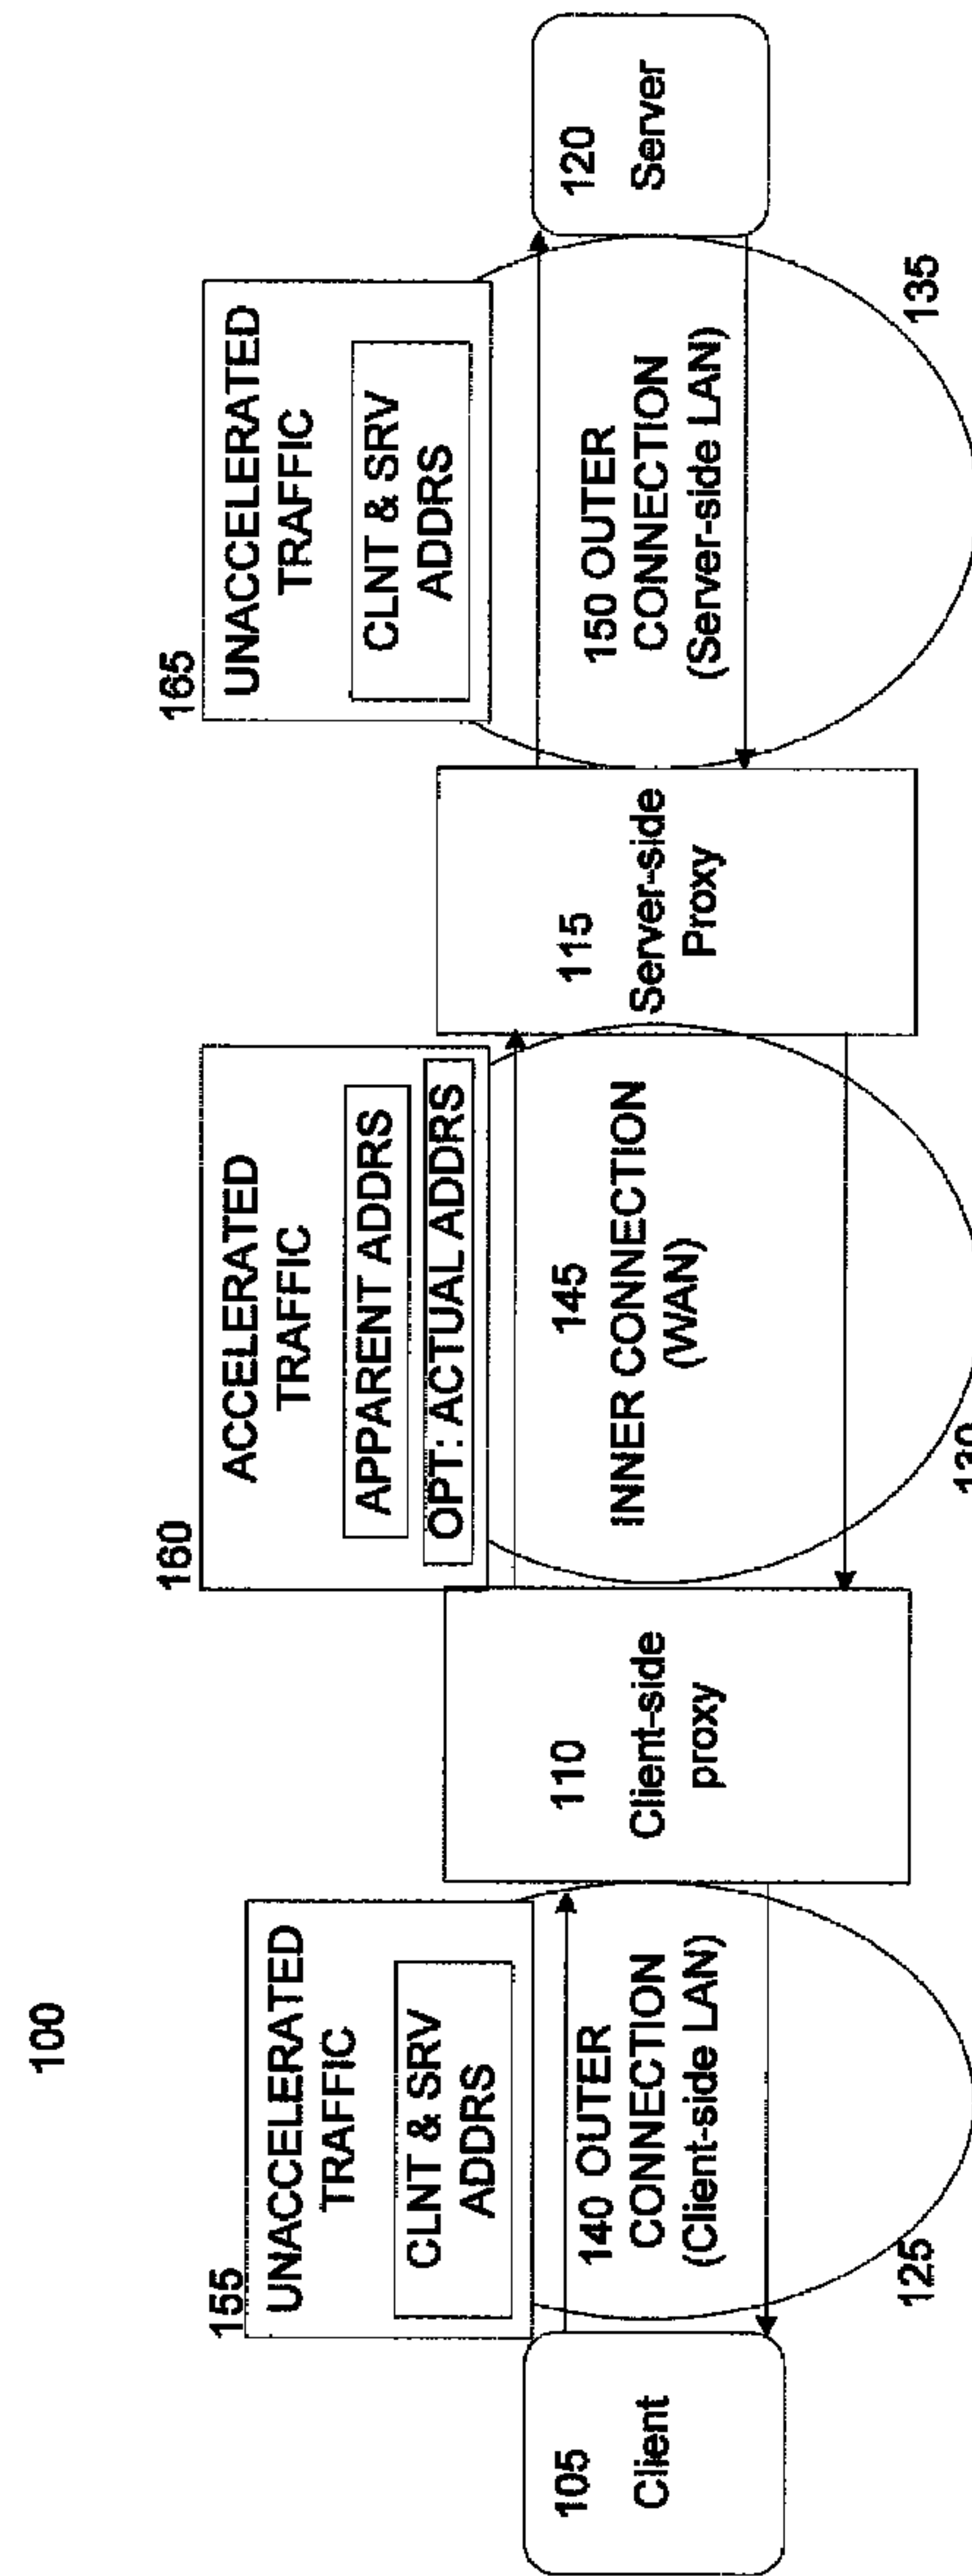 100
155
UNACCELERATED
TRAFFIC
CLNT & SRV
ADDRS
160
ACCELERATED
TRAFFIC
APPARENT ADDRS
OPT: ACTUAL ADDRS
165
UNACCELERATED
TRAFFIC
CLNT & SRV
ADDRS
105
Client
140 OUTER
CONNECTION
(Client-side LAN)
125
110
Client-side
proxy
145
INNER CONNECTION
(WAN)
130
115
Server-side
Proxy
150 OUTER
CONNECTION
(Server-side LAN)
135
120
Server